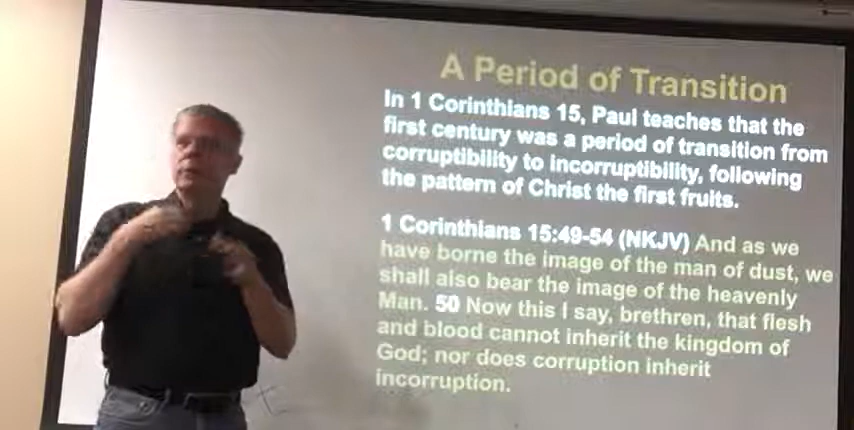 A Period of Transition
In 1 Corinthians 15, Paul teaches that the
first century was a period of transition from
corruptibility to incorruptibility, following
the pattern of Christ the first fruits.
1 Corinthians 15:49-54 (NKJV) And as we
have borne the image of the man of dust, we
shall also bear the image of the heavenly
Man. 50 Now this I say, brethren, that flesh
and blood cannot inherit the kingdom of
God; nor does corruption inherit
incorruption.